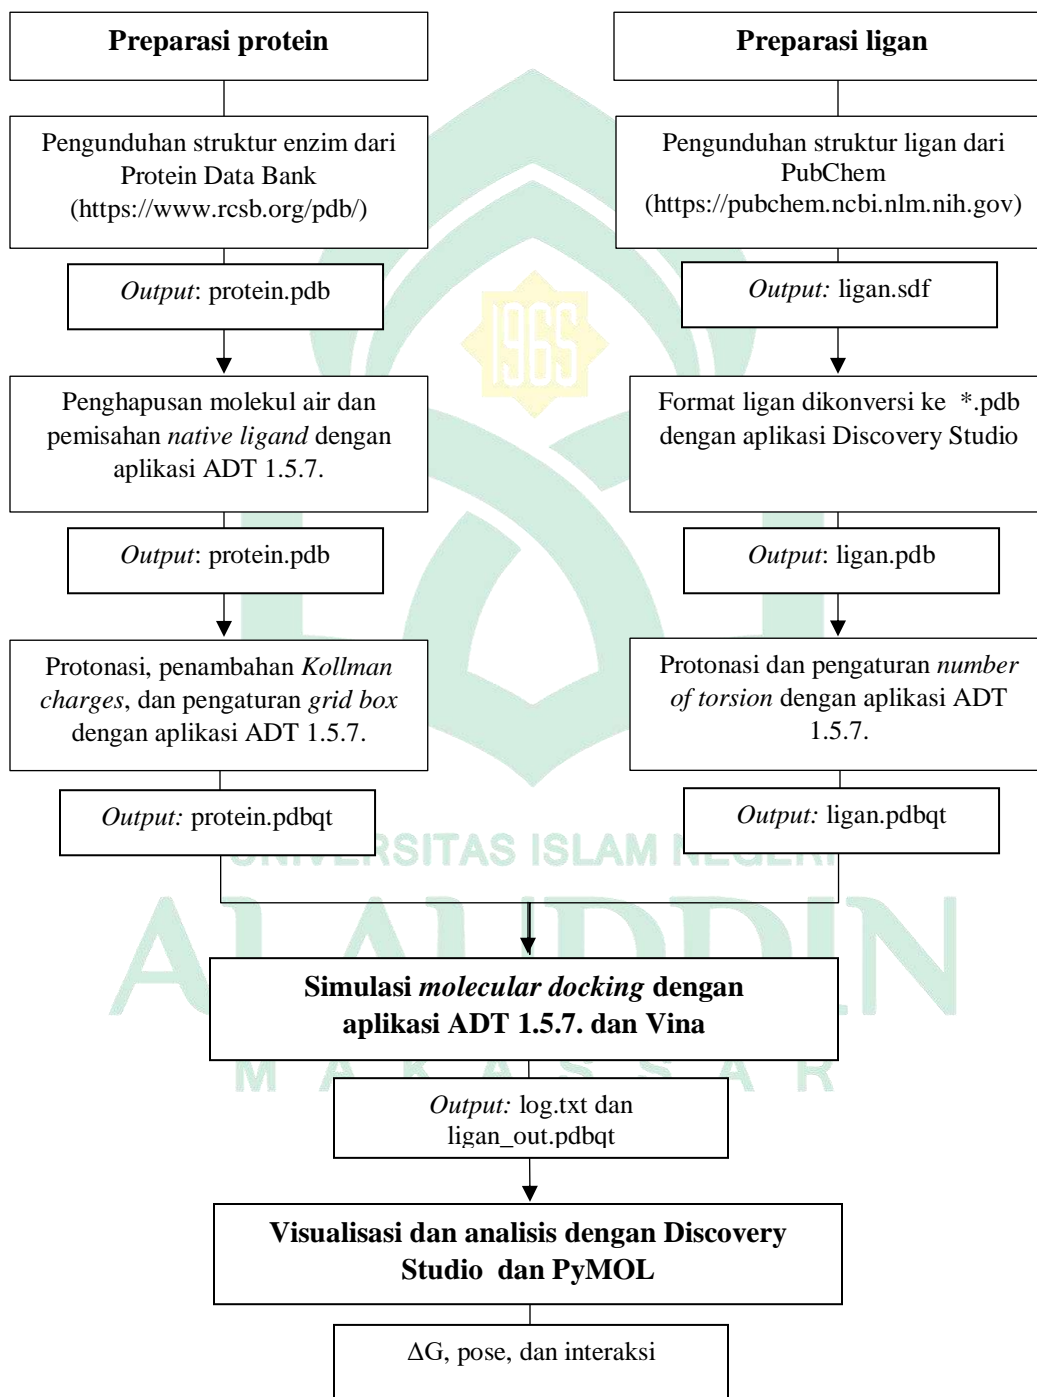 Preparasi protein
Pengunduhan struktur enzim dari
Protein Data Bank
(https://www.rcsb.org/pdb/)
Output: protein.pdb
Penghapusan molekul air dan
pemisahan native ligand dengan
aplikasi ADT 1.5.7.
Output: protein.pdb
Protonasi, penambahan Kollman
charges, dan pengaturan grid box
dengan aplikasi ADT 1.5.7.
Output: protein.pdbqt
Preparasi ligan
Pengunduhan struktur ligan dari
PubChem
(https://pubchem.ncbi.nlm.nih.gov)
Output: ligan.sdf
Format ligan dikonversi ke *.pdb
dengan aplikasi Discovery Studio
Output: ligan.pdb
Protonasi dan pengaturan number
of torsion dengan aplikasi ADT
1.5.7.
Output: ligan.pdbqt
Simulasi molecular docking dengan
aplikasi ADT 1.5.7. dan Vina
Output: log.txt dan
ligan_out.pdbqt
Visualisasi dan analisis dengan Discovery
Studio dan PyMOL
ΔG, pose, dan interaksi
1965
UNIVERSITAS ISLAM NEGERI
ALAUDDIN
MAKASSAR